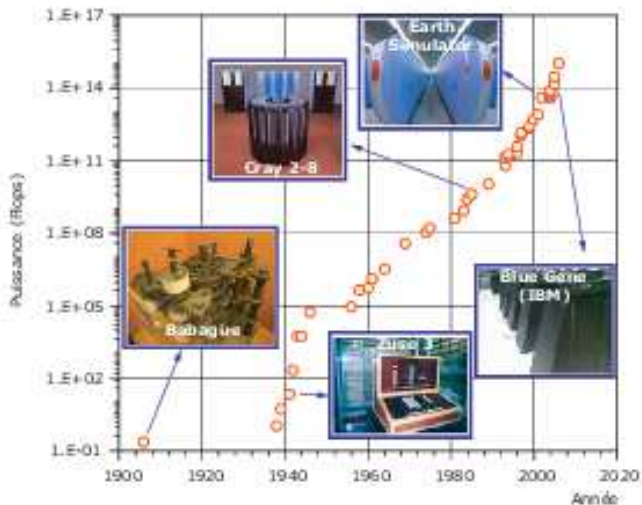 1.E+17
1.E+14
1.E+11
1.E+08
1.E+05
1.E+02
1.E-01
Puissance (Flops)
Earth
Simulator
Cray 2-8
Babague
Zuse 3
Blue Gene
(IBM)
1900
1920
1940
1960
1980
2000
2020
Année